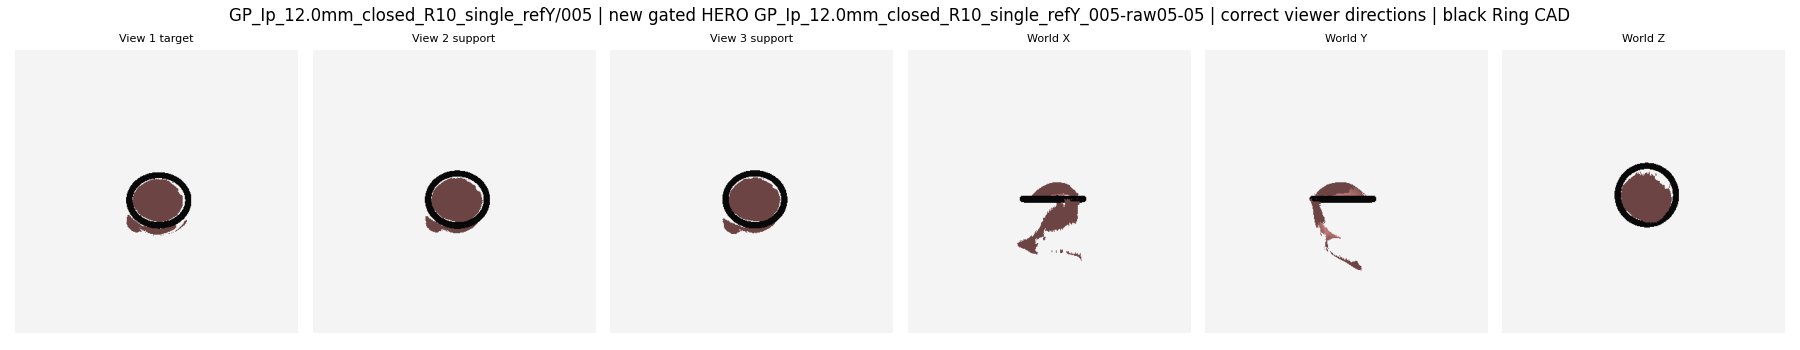 GP_Ip_12.0mm_closed_R10_single_refY/005 | new gated HERO GP_Ip_12.0mm_closed_R10_single_refY_005-raw05-05 | correct viewer directions | black Ring CAD
View 1 target
View 2 support
View 3 support
World X
World Y
World Z